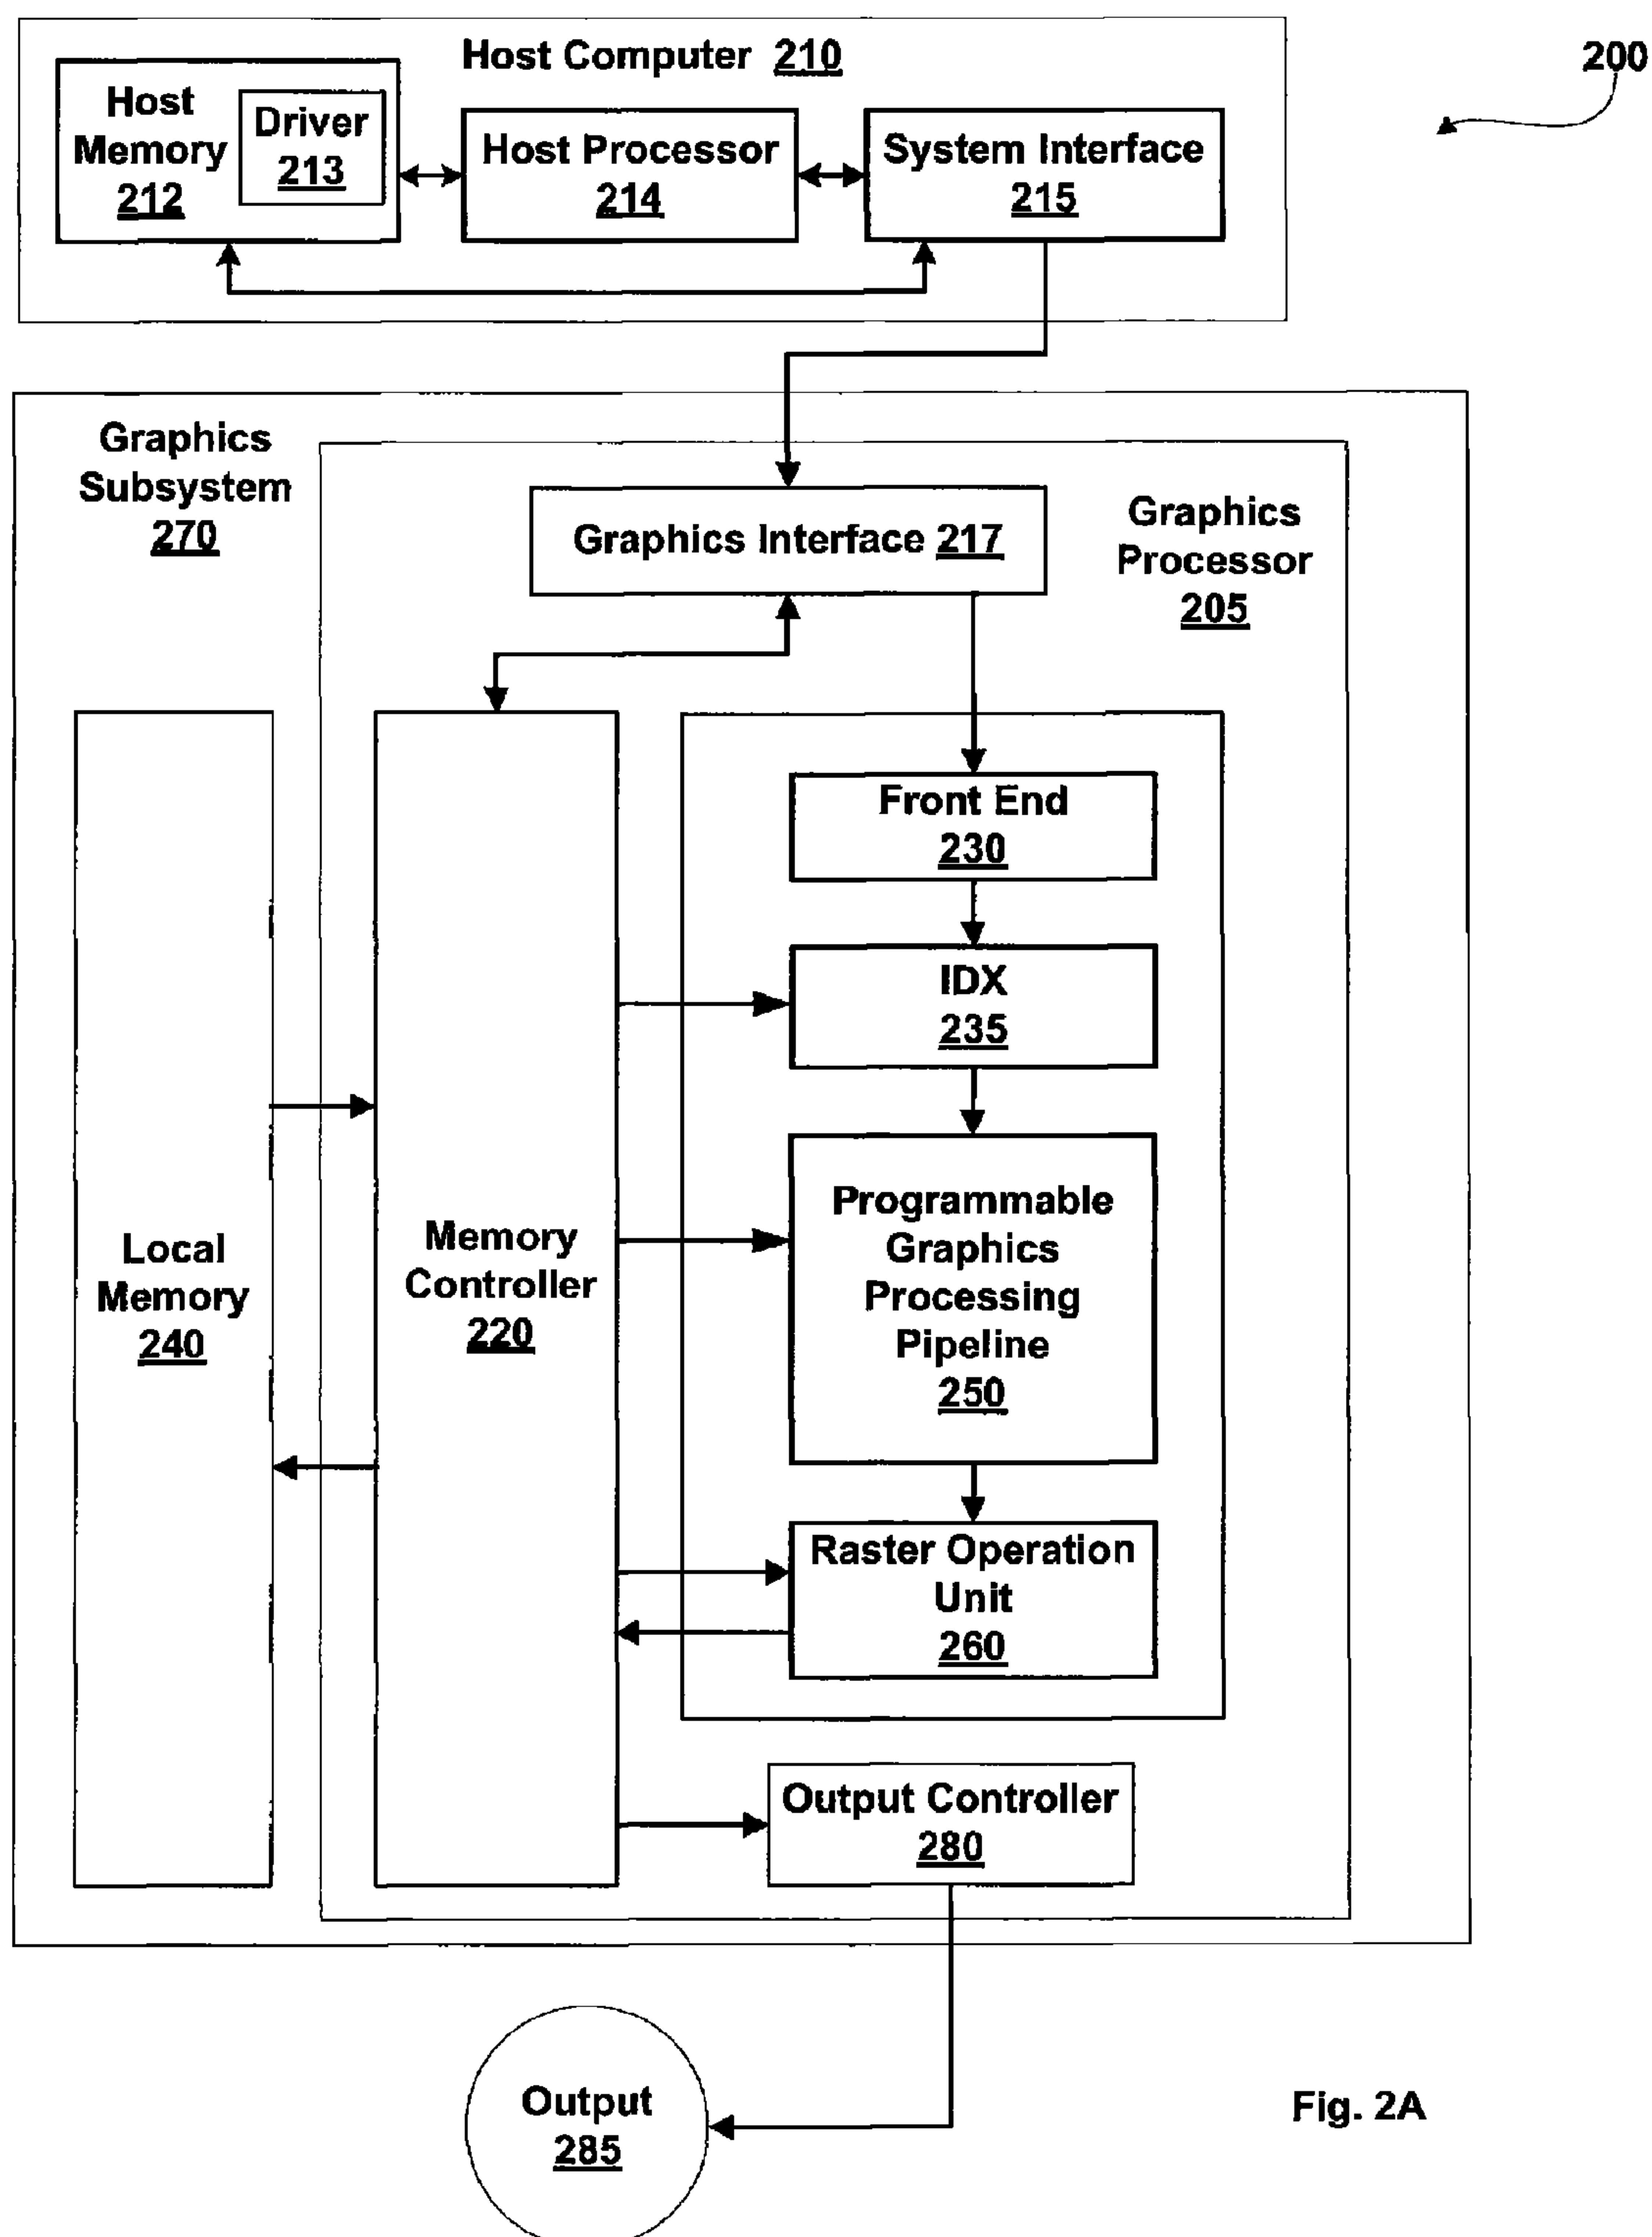 Host Computer 210
200
Host
Memory
212
Driver
213
Host Processor
214
System Interface
215
Graphics
Subsystem
270
Graphics Interface 217
Graphics
Processor
205
Front End
230
IDX
235
Local
Memory
240
Memory
Controller
220
Programmable
Graphics
Processing
Pipeline
250
Raster Operation
Unit
260
Output Controller
280
Output
285
Fig. 2A